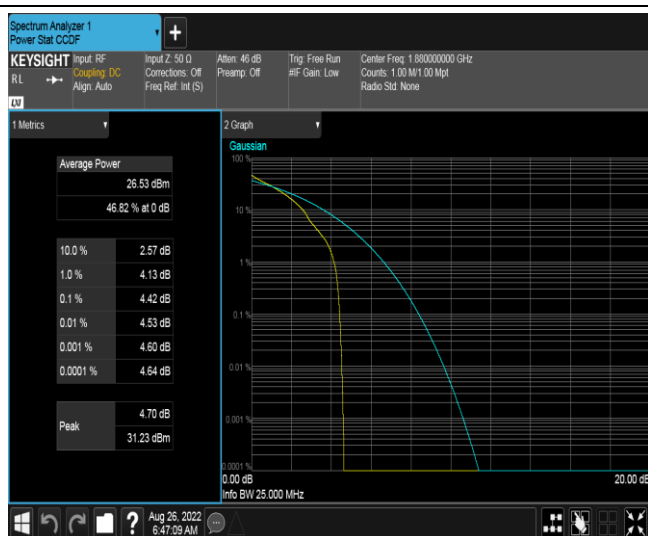 Spectrum Analyzer 1
Power Stat CCDF
KEYSIGHT
RL
LXI
Input: RF
Coupling: DC
Align: Auto
Input Z: 50 Ω
Corrections: Off
Freq Ref: Int (S)
Atten: 46 dB
Preamp: Off
Trig: Free Run
#IF Gain: Low
Center Freq: 1.880000000 GHz
Counts: 1.00 M/1.00 Mpt
Radio Std: None
1 Metrics
Average Power
26.53 dBm
46.82 % at 0 dB
10.0 % 2.57 dB
1.0 % 4.13 dB
0.1 % 4.42 dB
0.01 % 4.53 dB
0.001 % 4.60 dB
0.0001 % 4.64 dB
Peak
4.70 dB
31.23 dBm
2 Graph
Gaussian
100 %
10 %
1 %
0.1 %
0.01 %
0.001 %
0.0001 %
0.00 dB 20.00 dB
Info BW 25.000 MHz
?
Aug 26, 2022
6:47:09 AM